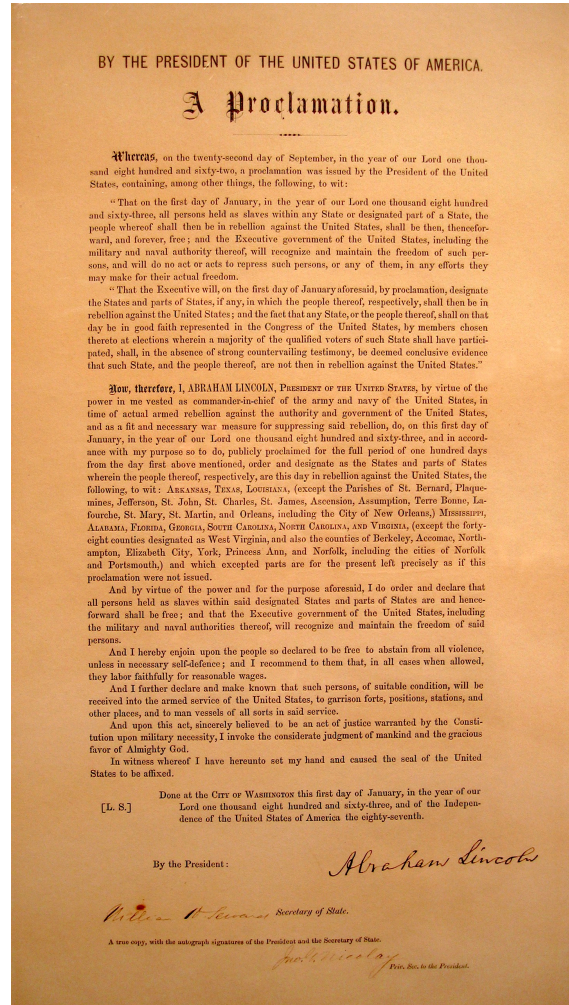 BY THE PRESIDENT OF THE UNITED STATES OF AMERICA.
A Proclamation.
Whereas, on the twenty-second day of September, in the year of our Lord one thou-
sand eight hundred and sixty-two, a proclamation was issued by the President of the United
States, containing, among other things, the following, to wit:
“That on the first day of January, in the year of our Lord one thousand eight hundred
and sixty-three, all persons held as slaves within any State or designated part of a State, the
people whereof shall then be in rebellion against the United States, shall be then, thencefor-
ward, and forever, free; and the Executive government of the United States, including the
military and naval authority thereof, will recognize and maintain the freedom of such per-
sons, and will do no act or acts to repress such persons, or any of them, in any efforts they
may make for their actual freedom.
“That the Executive will, on the first day of January aforesaid, by proclamation, designate
the States and parts of States, if any, in which the people thereof, respectively, shall then be in
rebellion against the United States; and the fact that any State, or the people thereof, shall on that
day be in good faith represented in the Congress of the United States, by members chosen
thereto at elections wherein a majority of the qualified voters of such State shall have partici-
pated, shall, in the absence of strong countervailing testimony, be deemed conclusive evidence
that such State, and the people thereof, are not then in rebellion against the United States.”
Now, therefore, I, ABRAHAM LINCOLN, PRESIDENT OF THE UNITED STATES, by virtue of the
power in me vested as commander-in-chief of the army and navy of the United States, in
time of actual armed rebellion against the authority and government of the United States,
and as a fit and necessary war measure for suppressing said rebellion, do, on this first day of
January, in the year of our Lord one thousand eight hundred and sixty-three, and in accord-
ance with my purpose so to do, publicly proclaimed for the full period of one hundred days
from the day first above mentioned, order and designate as the States and parts of States
wherein the people thereof, respectively, are this day in rebellion against the United States, the
following, to wit: ARKANSAS, TEXAS, LOUISIANA, (except the Parishes of St. Bernard, Plaque-
mines, Jefferson, St. John, St. Charles, St. James, Ascension, Assumption, Terre Bonne, La-
fourche, St. Mary, St. Martin, and Orleans, including the City of New Orleans,) MISSISSIPPI,
ALABAMA, FLORIDA, GEORGIA, SOUTH CAROLINA, NORTH CAROLINA, AND VIRGINIA, (except the forty-
eight counties designated as West Virginia, and also the counties of Berkeley, Accomac, North-
ampton, Elizabeth City, York, Princess Ann, and Norfolk, including the cities of Norfolk
and Portsmouth,) and which excepted parts are for the present left precisely as if this
proclamation were not issued.
And by virtue of the power and for the purpose aforesaid, I do order and declare that
all persons held as slaves within said designated States and parts of States are and hence-
forward shall be free; and that the Executive government of the United States, including
the military and naval authorities thereof, will recognize and maintain the freedom of said
persons.
And I hereby enjoin upon the people so declared to be free to abstain from all violence,
unless in necessary self-defence; and I recommend to them that, in all cases when allowed,
they labor faithfully for reasonable wages.
And I further declare and make known that such persons, of suitable condition, will be
received into the armed service of the United States, to garrison forts, positions, stations, and
other places, and to man vessels of all sorts in said service.
And upon this act, sincerely believed to be an act of justice warranted by the Consti-
tution upon military necessity, I invoke the considerate judgment of mankind and the gracious
favor of Almighty God.
In witness whereof I have hereunto set my hand and caused the seal of the United
States to be affixed.
Done at the CITY OF WASHINGTON this first day of January, in the year of our
[L. S.] Lord one thousand eight hundred and sixty-three, and of the Indepen-
dence of the United States of America the eighty-seventh.
By the President: Abraham Lincoln
William H Seward Secretary of State.
A true copy, with the autograph signatures of the President and the Secretary of State.
Jno. G. Nicolay Priv. Sec. to the President.